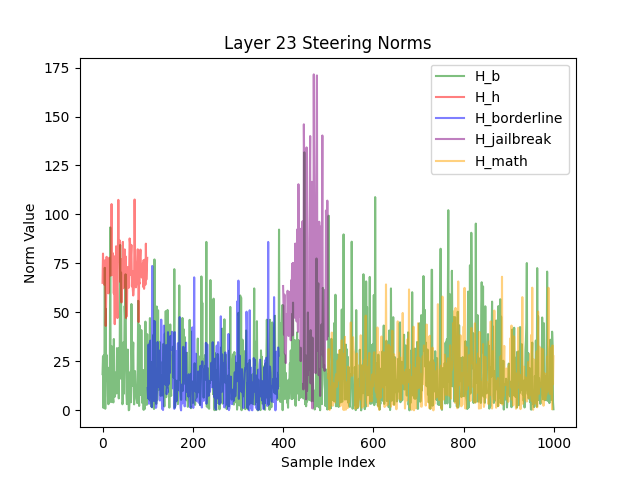 Layer 23 Steering Norms
Norm Value
175
150
125
100
75
50
25
0
H_b
H_h
H_borderline
H_jailbreak
H_math
0
200
400
600
800
1000
Sample Index